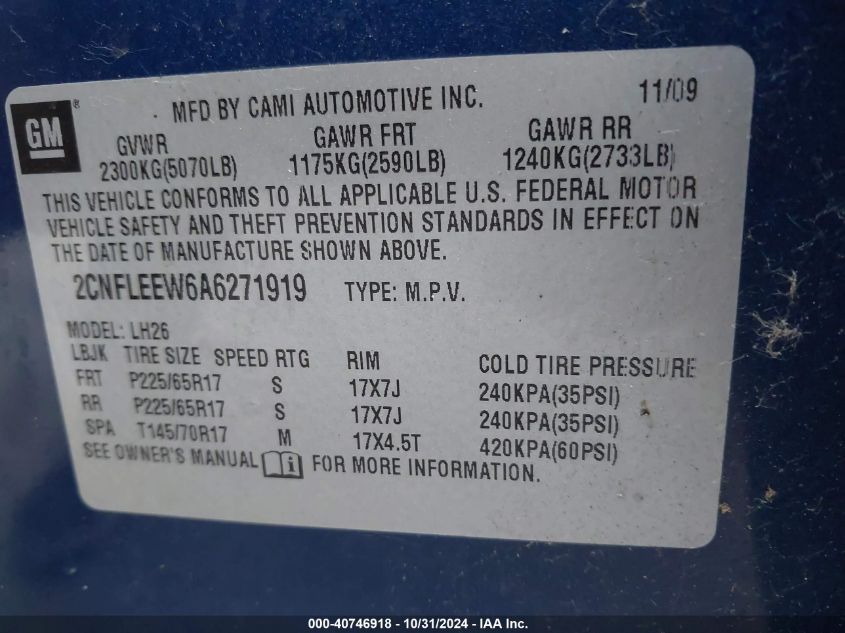 MFD BY CAMI AUTOMOTIVE INC. 11/09
GM ®
GVWR GAWR FRT GAWR RR
2300KG(5070LB) 1175KG(2590LB) 1240KG(2733LB)
THIS VEHICLE CONFORMS TO ALL APPLICABLE U.S. FEDERAL MOTOR
VEHICLE SAFETY AND THEFT PREVENTION STANDARDS IN EFFECT ON
THE DATE OF MANUFACTURE SHOWN ABOVE.
2CNFLEEW6A6271919 TYPE: M.P.V.
MODEL: LH26
LBJK TIRE SIZE SPEED RTG RIM COLD TIRE PRESSURE
FRT P225/65R17 S 17X7J 240KPA(35PSI)
RR P225/65R17 S 17X7J 240KPA(35PSI)
SPA T145/70R17 M 17X4.5T 420KPA(60PSI)
SEE OWNER'S MANUAL i FOR MORE INFORMATION.
000-40746918 - 10/31/2024 - IAA Inc.